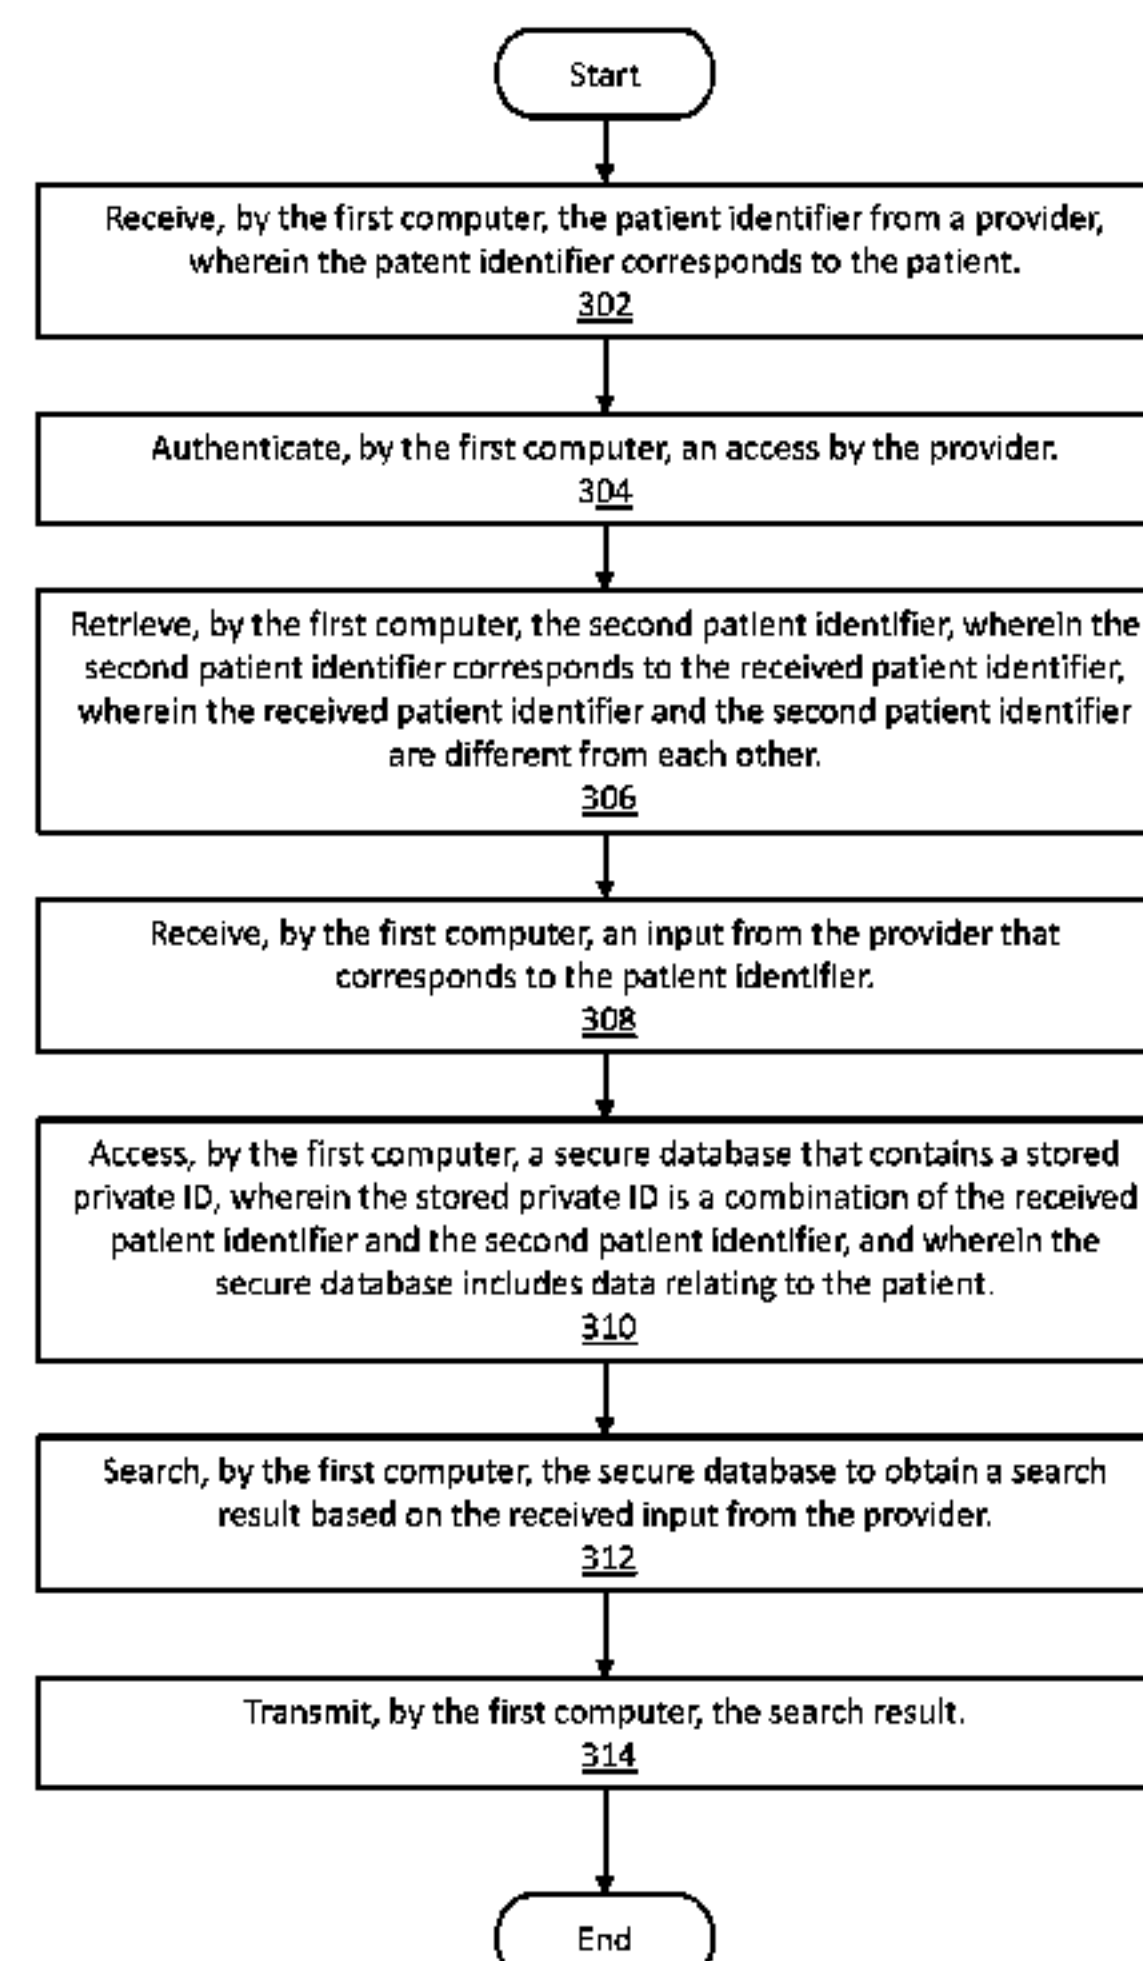 Start
Receive, by the first computer, the patient identifier from a provider,
wherein the patent identifier corresponds to the patient.
302
Authenticate, by the first computer, an access by the provider.
304
Retrieve, by the first computer, the second patient identifier, wherein the
second patient identifier corresponds to the received patient identifier,
wherein the received patient identifier and the second patient identifier
are different from each other.
306
Receive, by the first computer, an input from the provider that
corresponds to the patient identifier.
308
Access, by the first computer, a secure database that contains a stored
private ID, wherein the stored private ID is a combination of the received
patient identifier and the second patient identifier, and wherein the
secure database includes data relating to the patient.
310
Search, by the first computer, the secure database to obtain a search
result based on the received input from the provider.
312
Transmit, by the first computer, the search result.
314
End